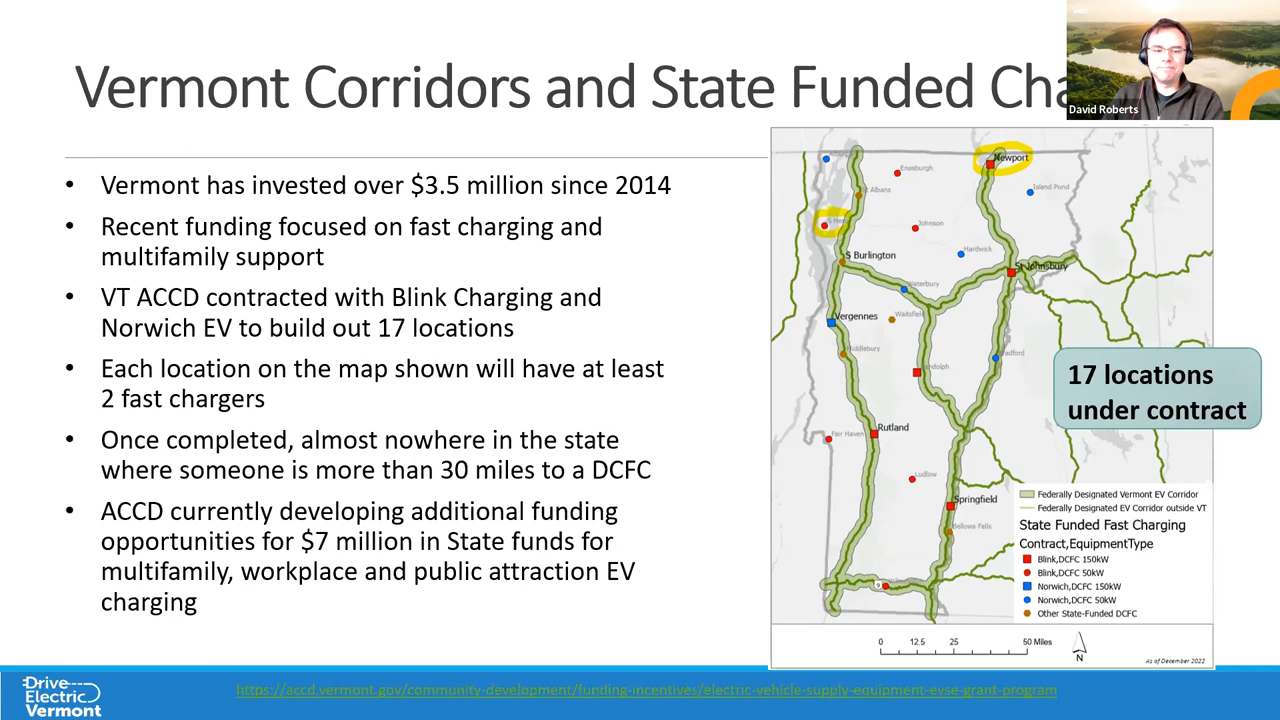 Vermont Corridors and State Funded Cha
David Roberts
• Vermont has invested over $3.5 million since 2014
• Recent funding focused on fast charging and
multifamily support
• VT ACCD contracted with Blink Charging and
Norwich EV to build out 17 locations
• Each location on the map shown will have at least
2 fast chargers
• Once completed, almost nowhere in the state
where someone is more than 30 miles to a DCFC
• ACCD currently developing additional funding
opportunities for $7 million in State funds for
multifamily, workplace and public attraction EV
charging
Newport
Enosburgh
Island Pond
St Albans
Johnson
Hardwick
S Burlington
St Johnsbury
Waterbury
Vergennes
Waitsfield
Middlebury
Bradford
Randolph
17 locations
under contract
Rutland
Fair Haven
Ludlow
Springfield
Bellows Falls
9
Federally Designated Vermont EV Corridor
Federally Designated EV Corridor outside VT
State Funded Fast Charging
Contract,EquipmentType
Blink,DCFC 150kW
Blink,DCFC 50kW
Norwich,DCFC 150kW
Norwich,DCFC 50kW
Other State-Funded DCFC
0 12.5 25 50 Miles
N
As of December 2022
Drive
Electric
Vermont
https://accd.vermont.gov/community-development/funding-incentives/electric-vehicle-supply-equipment-evse-grant-program